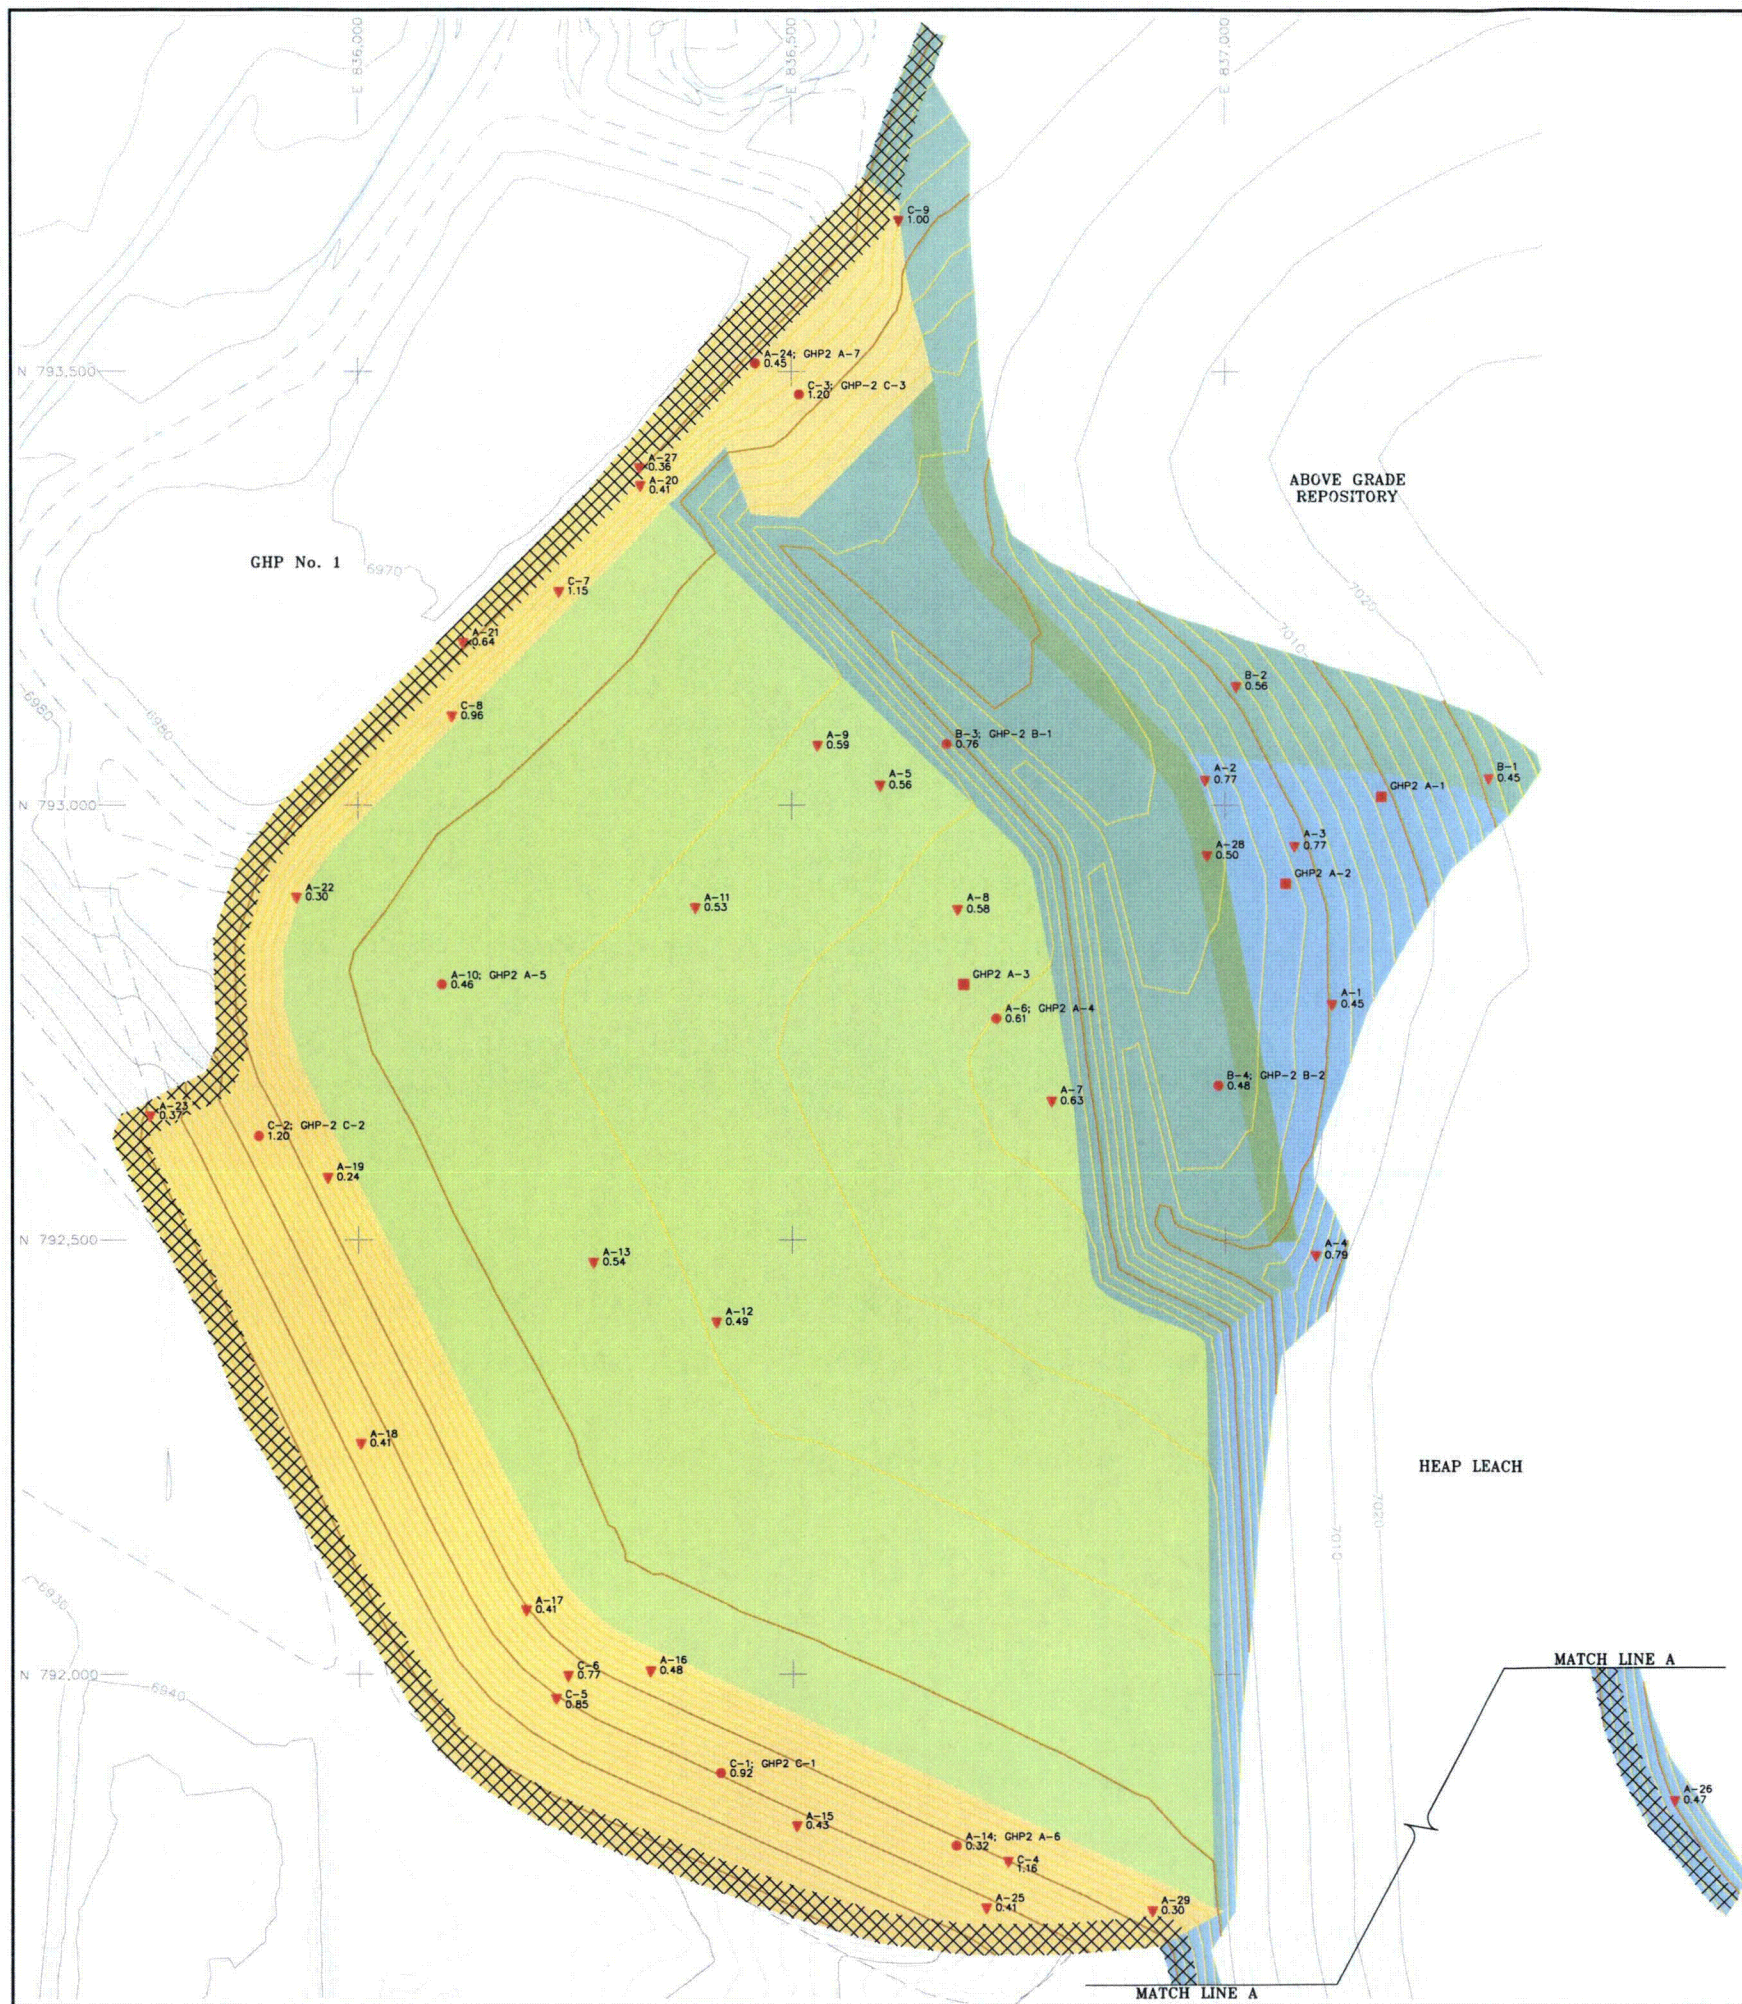 E 836,000
E 836,500
E 837,000
C-9
1.00
N 793,500
A-24; GHP2 A-7
0.45
C-3; GHP-2 C-3
1.20
A-27
0.36
A-20
0.41
ABOVE GRADE
REPOSITORY
GHP No. 1
6970
C-7
1.15
7020
7010
A-21
0.64
B-2
0.56
6980
6980
C-8
0.96
A-9
0.59
B-3; GHP-2 B-1
0.76
A-5
0.56
A-2
0.77
B-1
0.45
GHP2 A-1
N 793,000
A-3
0.77
A-28
0.50
GHP2 A-2
A-22
0.30
A-11
0.53
A-8
0.58
A-10; GHP2 A-5
0.46
GHP2 A-3
A-1
0.45
A-6; GHP2 A-4
0.61
B-4; GHP-2 B-2
0.48
A-7
0.63
A-23
0.37
C-2; GHP-2 C-2
1.20
A-19
0.24
N 792,500
A-4
0.79
A-13
0.54
A-12
0.49
A-18
0.41
HEAP LEACH
7020
7010
6930
A-17
0.41
MATCH LINE A
A-16
0.48
N 792,000
C-6
0.77
6940
C-5
0.85
C-1; GHP2 C-1
0.92
A-26
0.47
A-15
0.43
A-14; GHP2 A-6
0.32
C-4
1.16
A-25
0.41
A-29
0.30
MATCH LINE A